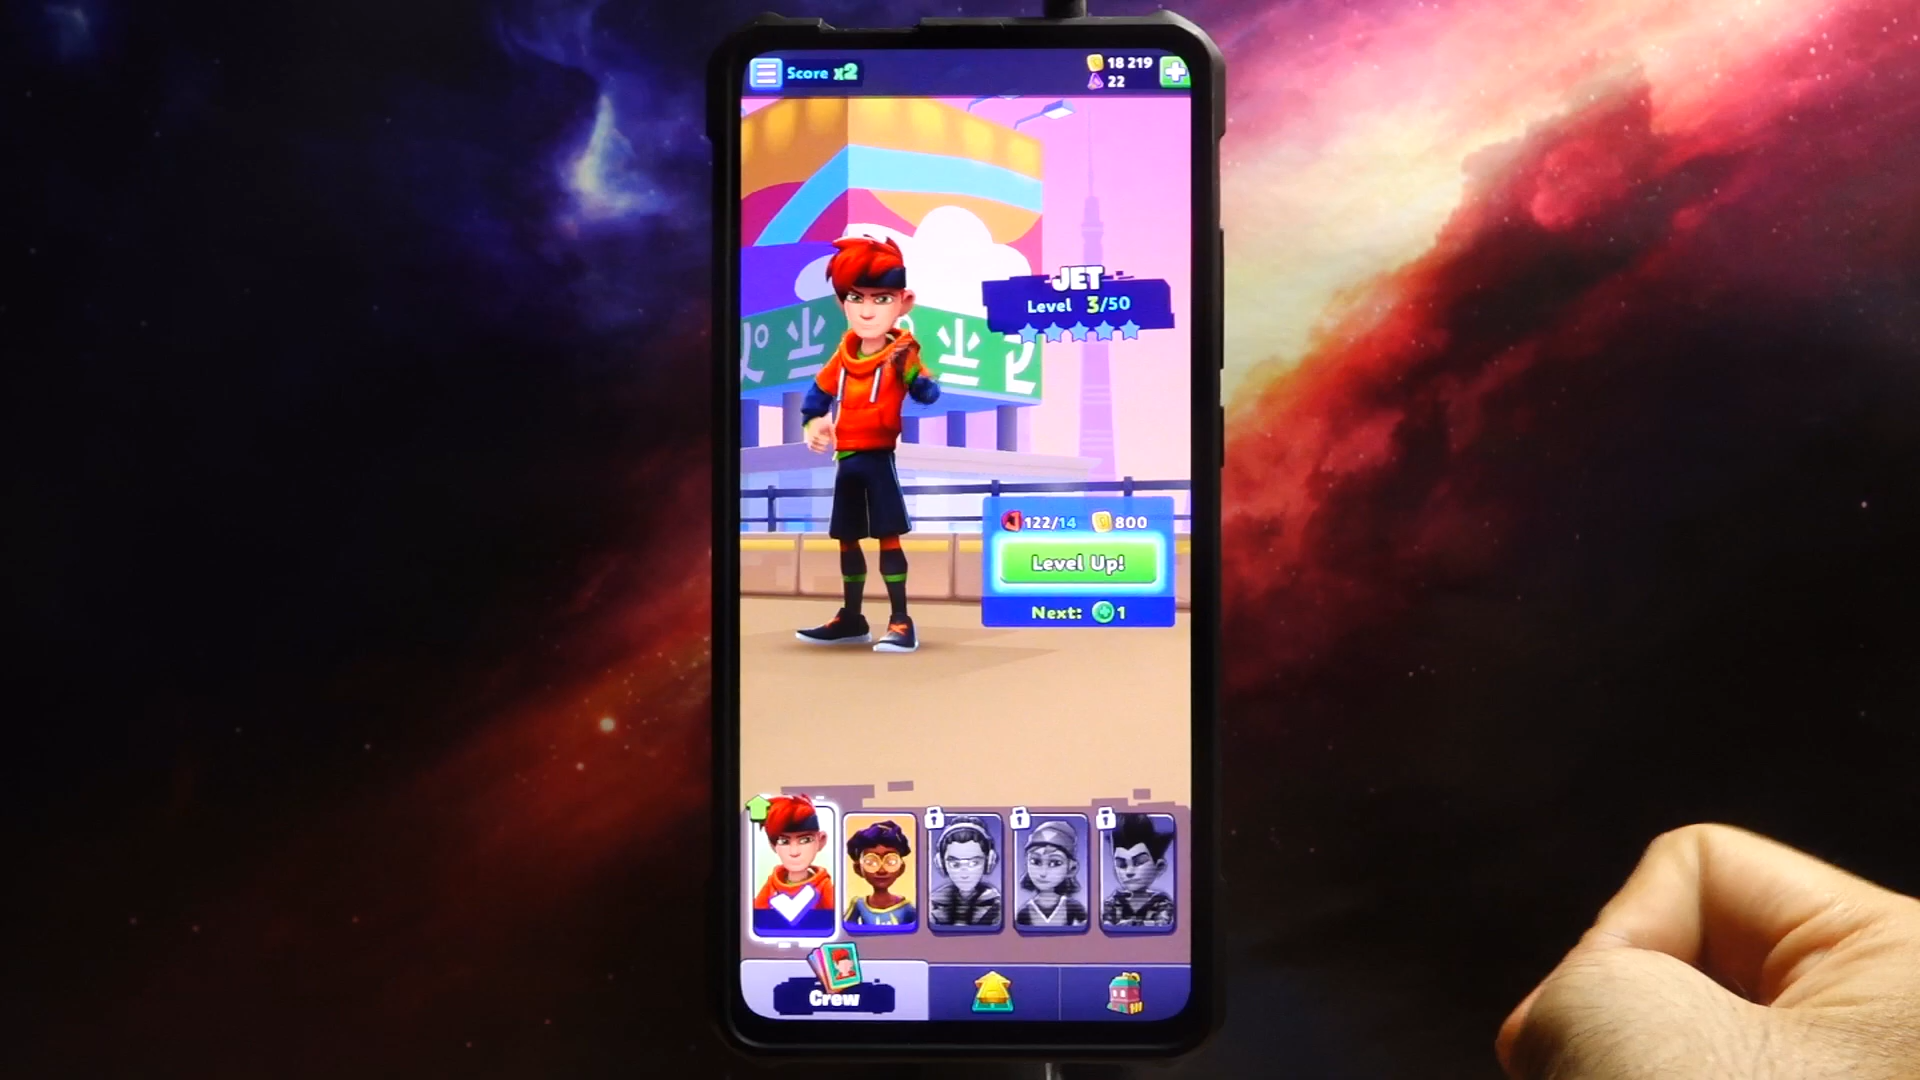 Score x2
18 219
22
JET
Level 3/50
122/14 800
Level Up!
Next: 1
Crew